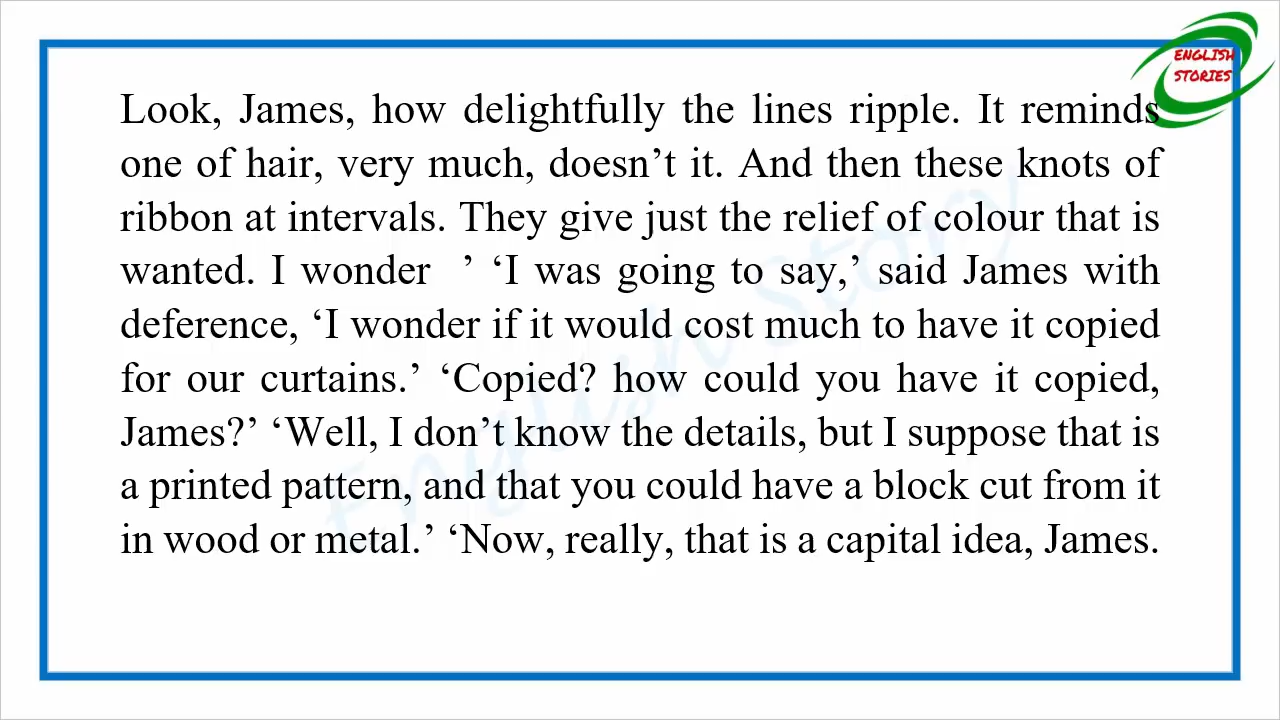 ENGLISH
STORIES
Look, James, how delightfully the lines ripple. It reminds
one of hair, very much, doesn’t it. And then these knots of
ribbon at intervals. They give just the relief of colour that is
wanted. I wonder ’ ‘I was going to say,’ said James with
deference, ‘I wonder if it would cost much to have it copied
for our curtains.’ ‘Copied? how could you have it copied,
James?’ ‘Well, I don’t know the details, but I suppose that is
a printed pattern, and that you could have a block cut from it
in wood or metal.’ ‘Now, really, that is a capital idea, James.
English Story